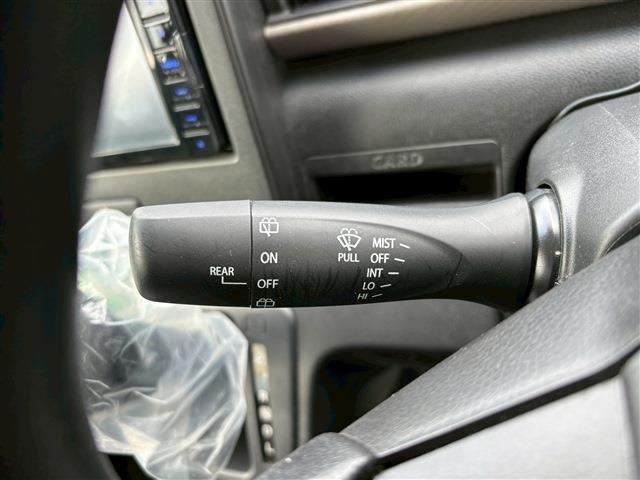 CARD
MIST
OFF
PULL
INT
LO
HI
ON
REAR
OFF